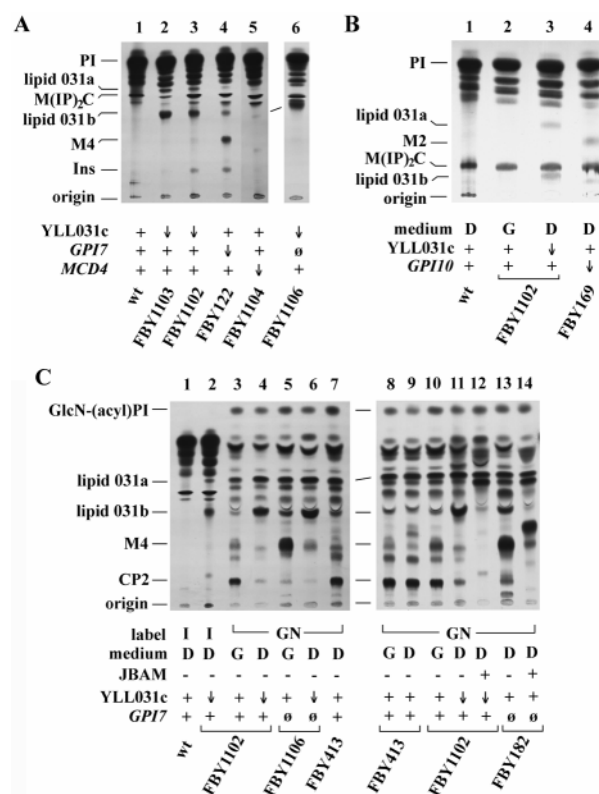 A
1 2 3 4 5 6
PI
lipid 031a
M(IP)2C
lipid 031b
M4
Ins
origin
YLL031c + ↓ ↓ + + ↓
GPI7 + + + ↓ + ø
MCD4 + + + + ↓ +
wt FBY1103 FBY1102 FBY122 FBY1104 FBY1106
B
1 2 3 4
PI
lipid 031a
M2
M(IP)2C
lipid 031b
origin
medium D G D D
YLL031c + + ↓ +
GPI10 + + + ↓
wt FBY1102 FBY169
C
1 2 3 4 5 6 7 8 9 10 11 12 13 14
GlcN-(acyl)PI
lipid 031a
lipid 031b
M4
CP2
origin
label I I GN GN
medium D D G D G D D G D G D D D D
JBAM - - - - - - - - - - - + - +
YLL031c + ↓ + ↓ + ↓ + + + + ↓ ↓ + +
GPI7 + + + + ø ø + + + + + + ø ø
wt FBY1102 FBY1106 FBY413 FBY413 FBY1102 FBY182